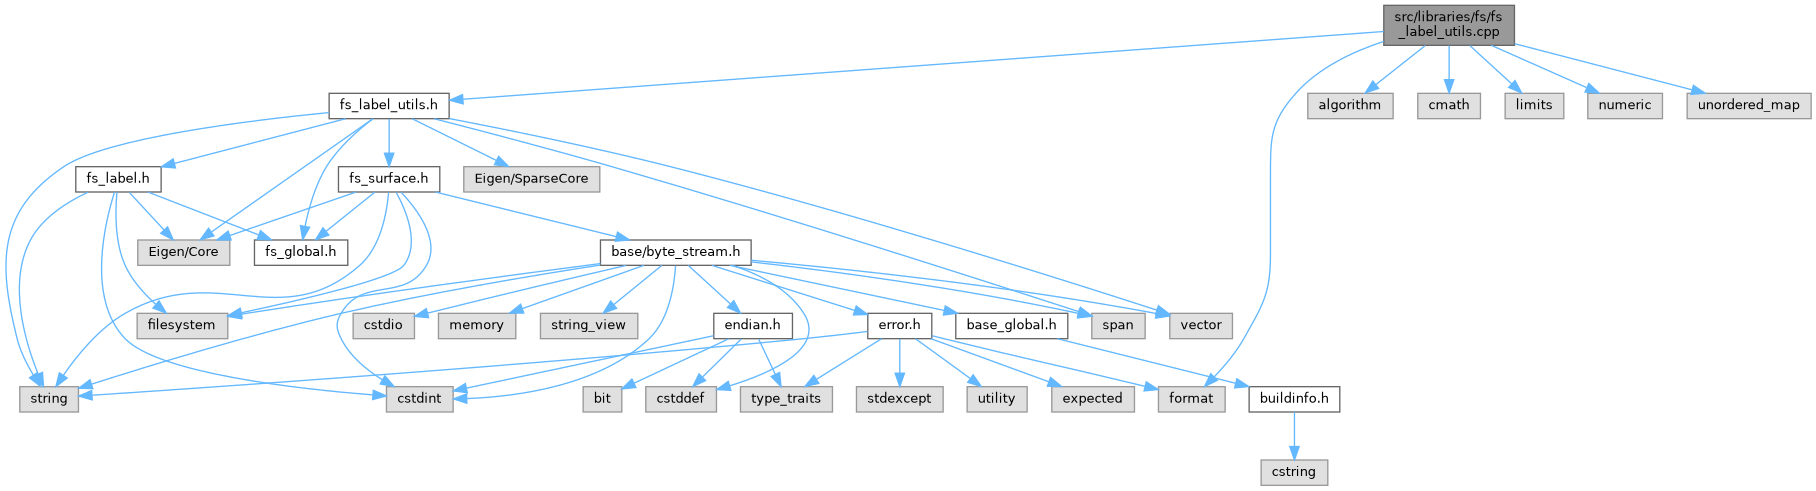 src/libraries/fs/fs
_label_utils.cpp
fs_label_utils.h
algorithm
cmath
limits
numeric
unordered_map
fs_label.h
fs_surface.h
Eigen/SparseCore
Eigen/Core
fs_global.h
base/byte_stream.h
filesystem
cstdio
memory
string_view
endian.h
error.h
base_global.h
span
vector
string
cstdint
bit
cstddef
type_traits
stdexcept
utility
expected
format
buildinfo.h
cstring